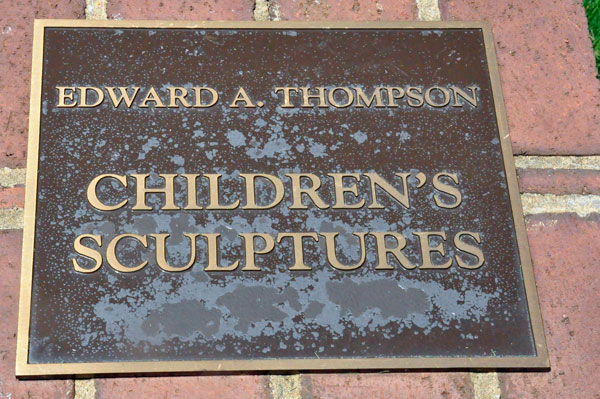 EDWARD A. THOMPSON
CHILDREN'S
SCULPTURES